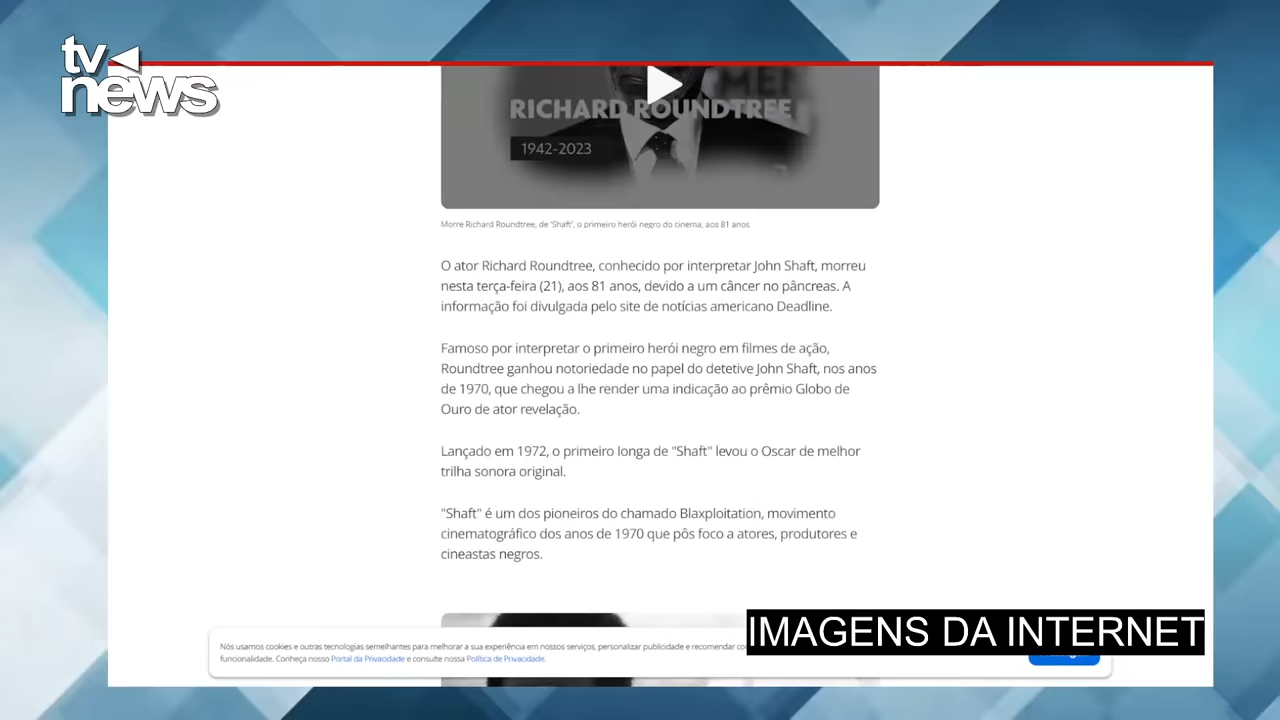 tv
news
RICHARD ROUNDTREE
1942-2023
Morre Richard Roundtree, de 'Shaft', o primeiro herói negro do cinema, aos 81 anos
O ator Richard Roundtree, conhecido por interpretar John Shaft, morreu
nesta terça-feira (21), aos 81 anos, devido a um câncer no pâncreas. A
informação foi divulgada pelo site de notícias americano Deadline.
Famoso por interpretar o primeiro herói negro em filmes de ação,
Roundtree ganhou notoriedade no papel do detetive John Shaft, nos anos
de 1970, que chegou a lhe render uma indicação ao prêmio Globo de
Ouro de ator revelação.
Lançado em 1972, o primeiro longa de "Shaft" levou o Oscar de melhor
trilha sonora original.
"Shaft" é um dos pioneiros do chamado Blaxploitation, movimento
cinematográfico dos anos de 1970 que pôs foco a atores, produtores e
cineastas negros.
IMAGENS DA INTERNET
Nós usamos cookies e outras tecnologias semelhantes para melhorar a sua experiência em nossos serviços, personalizar publicidade e recomendar
funcionalidade. Conheça nosso Portal da Privacidade e consulte nossa Política de Privacidade.